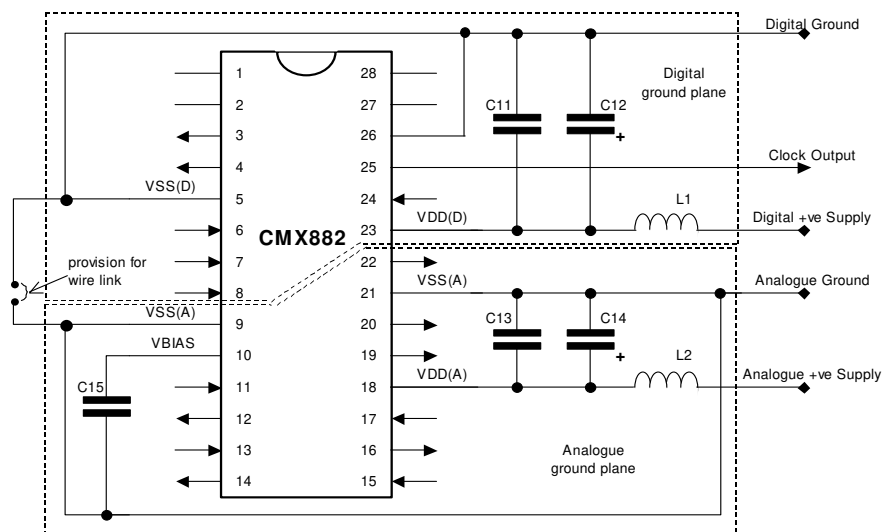 Digital Ground
Digital
ground plane
C11
C12
+
Clock Output
L1
Digital +ve Supply
Analogue Ground
C13
C14
+
L2
Analogue +ve Supply
Analogue
ground plane
CMX882
1
2
3
4
5
6
7
8
9
10
11
12
13
14
28
27
26
25
24
23
22
21
20
19
18
17
16
15
VSS(D)
provision for
wire link
VSS(A)
VBIAS
C15
VDD(D)
VSS(A)
VDD(A)